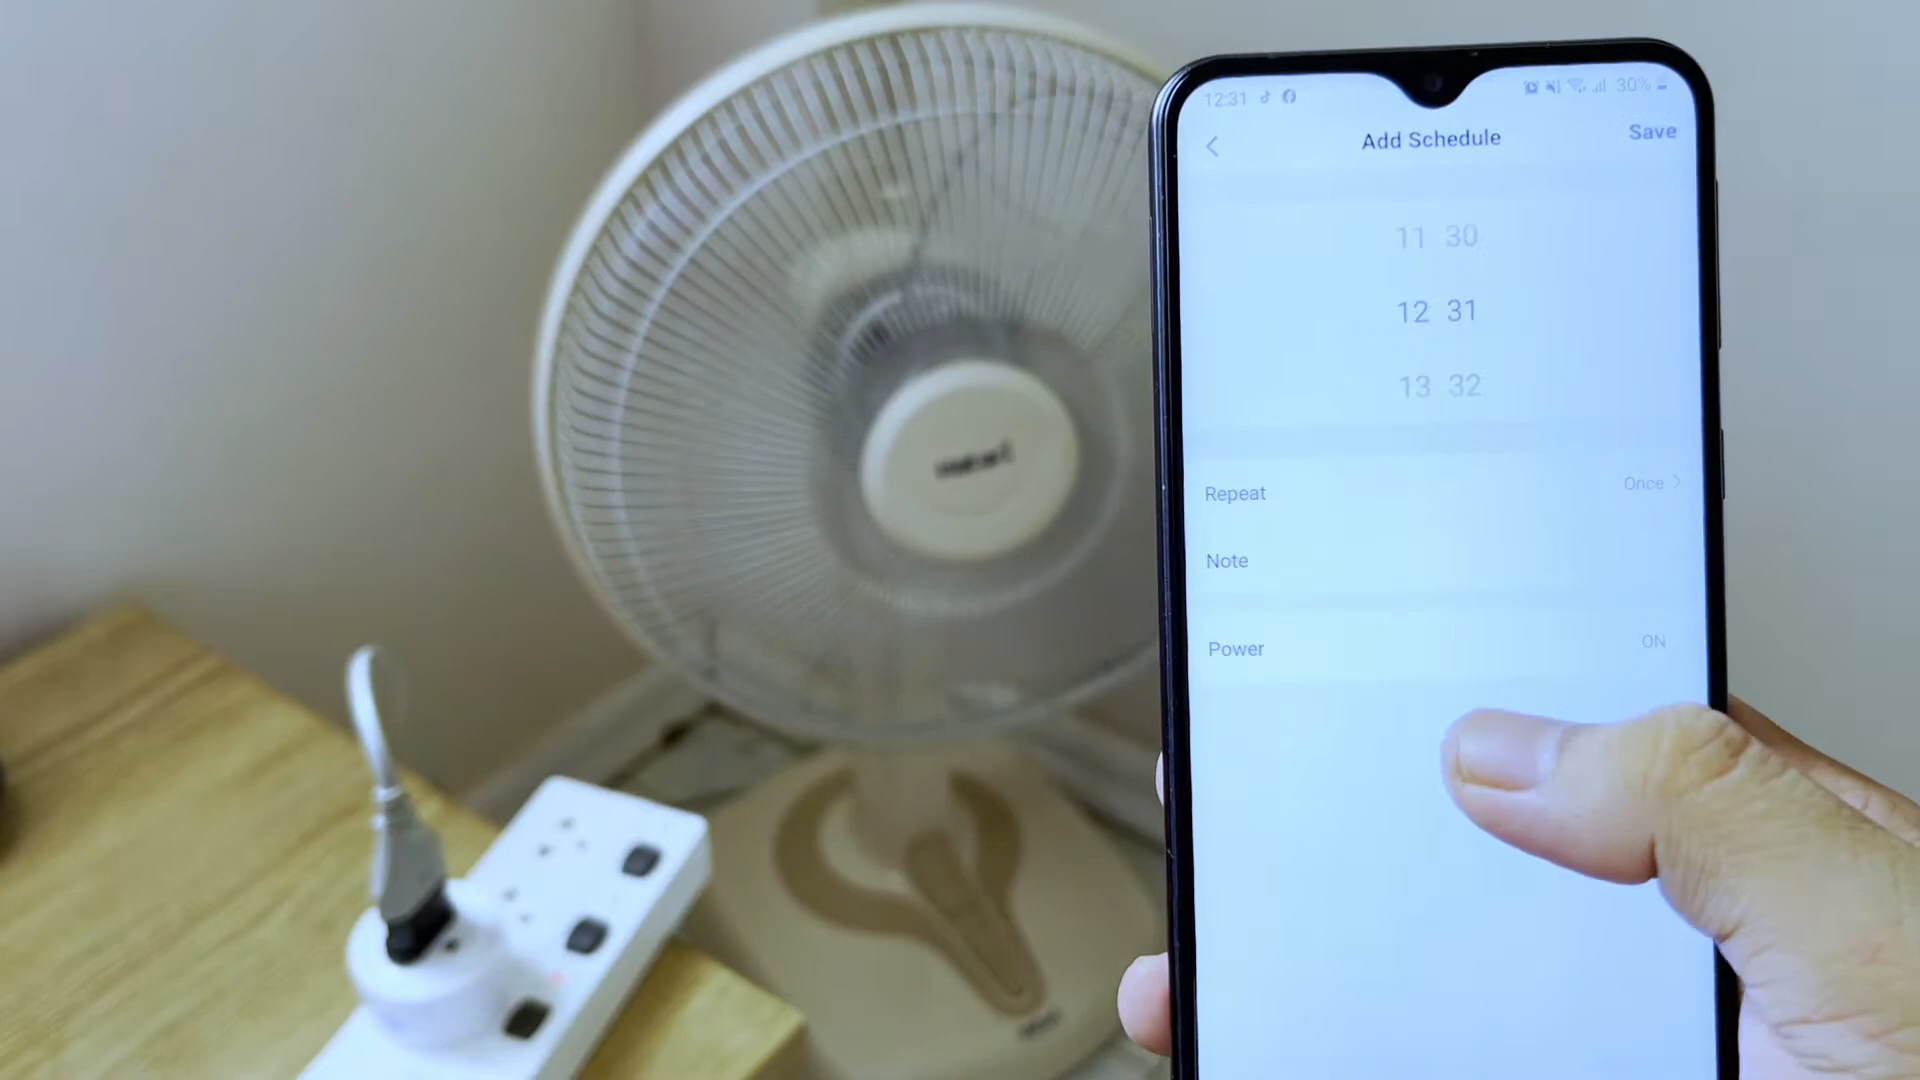 12:31 30%
Add Schedule Save
11 30
12 31
13 32
Repeat Once
Note
Power ON